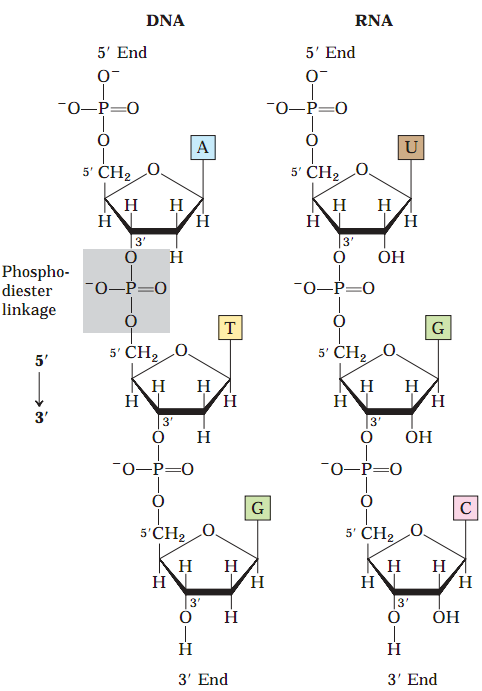 DNA RNA
5′ End 5′ End
O⁻ O⁻
⁻O—P=O ⁻O—P=O
O A O U
5′ CH₂ O 5′ CH₂ O
H H H H
H H H H
3′ 3′
O H O OH
Phospho-
diester
linkage
⁻O—P=O ⁻O—P=O
O T O G
5′ CH₂ O 5′ CH₂ O
5′
3′
H H H H
H H H H
3′ 3′
O H O OH
⁻O—P=O ⁻O—P=O
O G O C
5′CH₂ O 5′ CH₂ O
H H H H
H H H H
3′ 3′
O H O OH
H H
3′ End 3′ End